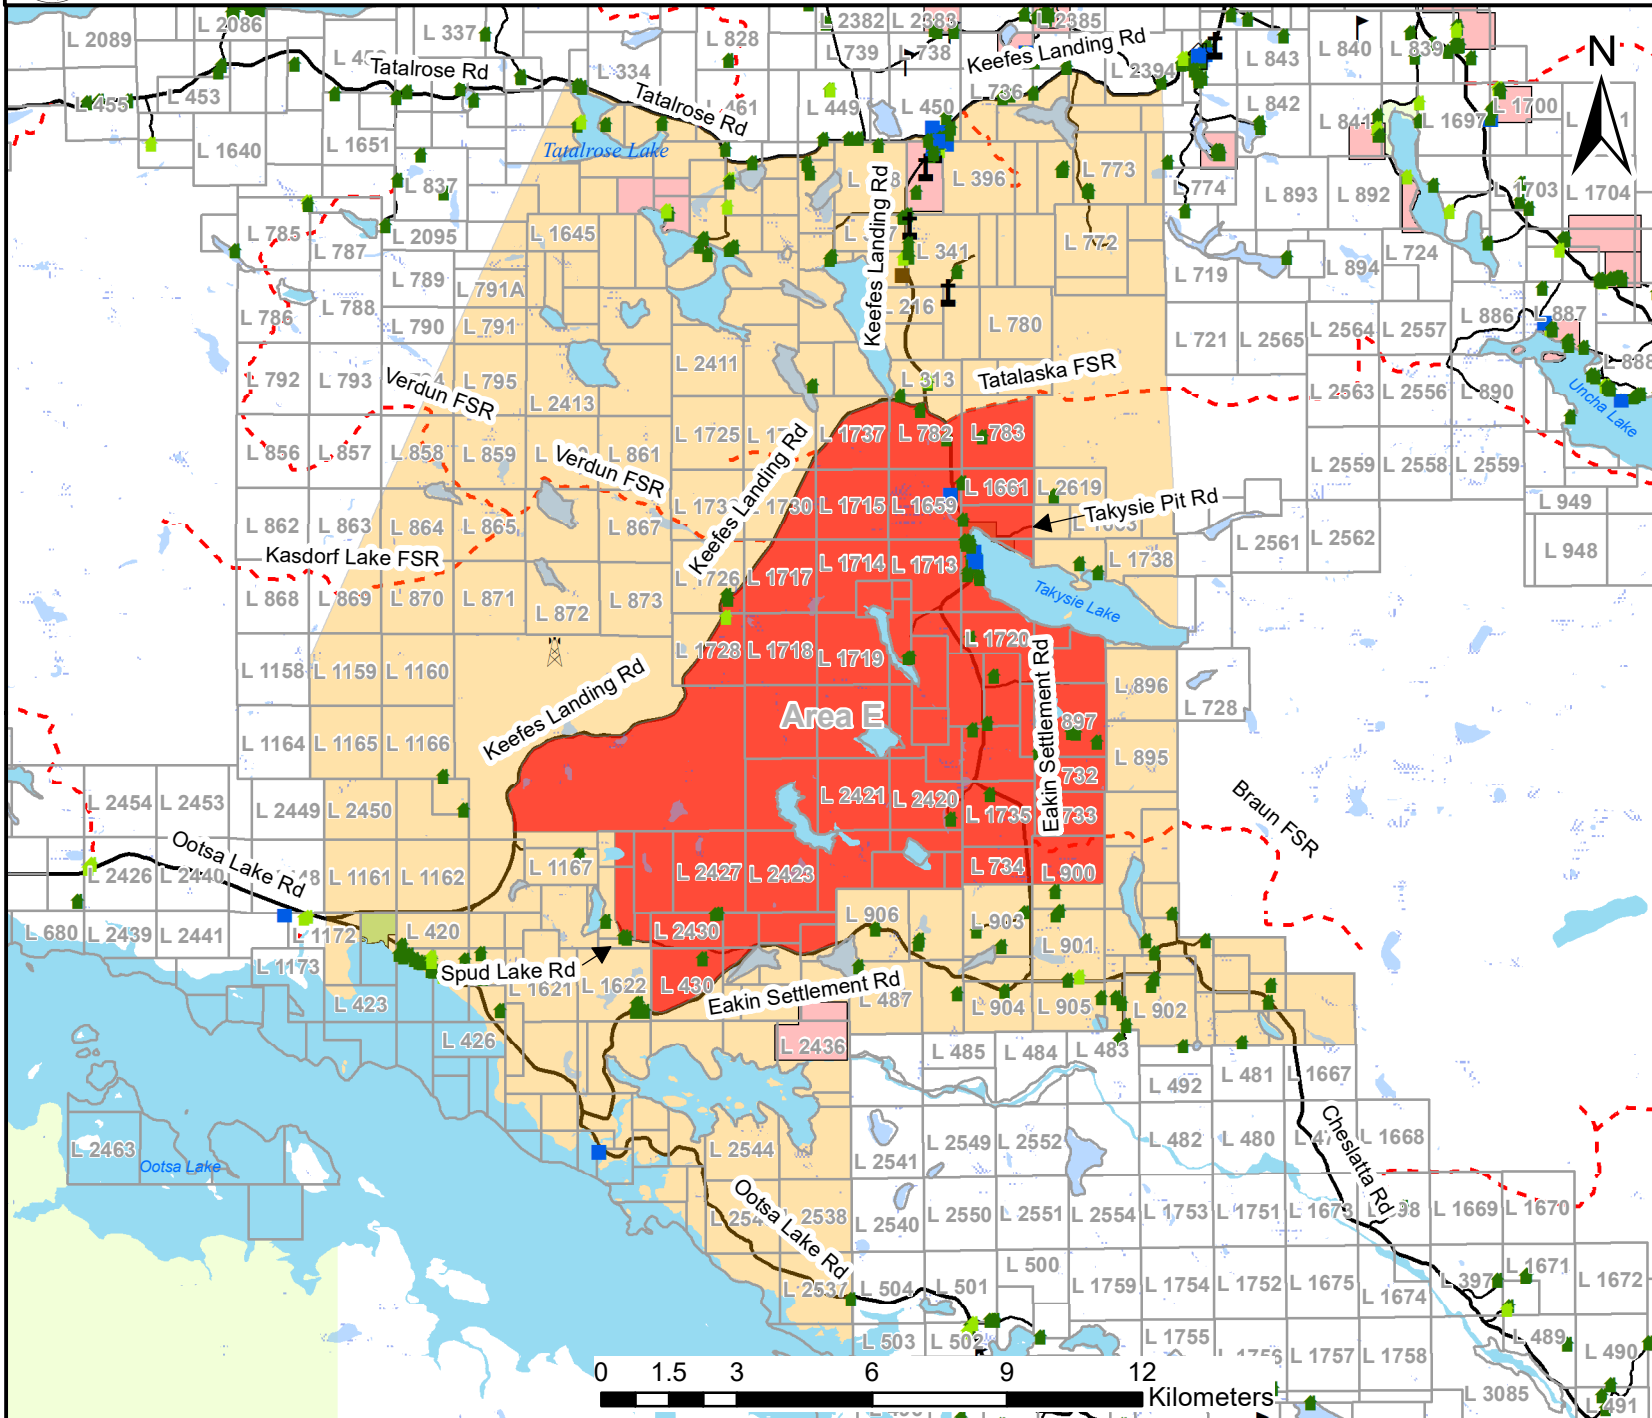 L 2086
L 2382
L 2383
L 2385
L 2089
L 337
L 828
L 739
L 738
Keefes Landing Rd
L 843
L 840
L 839
N
Tatalrose Rd
L 334
L 2394
L 455
L 453
Tatalrose Rd
L 449
L 450
L 736
L 842
L 841
L 1697
L 1700
L 1640
L 1651
Tatalrose Lake
L 396
L 773
L 774
L 893
L 892
L 1703
L 1704
L 837
Keefes Landing Rd
L 785
L 787
L 2095
L 1645
L 341
L 772
L 724
L 719
L 894
L 789
L 791A
L 786
L 788
L 790
L 791
216
L 780
L 721
L 2565
L 2564
L 2557
L 886
L 887
L 888
L 2411
L 792
L 793
Verdun FSR
L 795
L 2413
L 313
Tatalaska FSR
L 2563
L 2556
L 890
Uncha Lake
L 856
L 857
L 858
L 859
L 861
Verdun FSR
L 1725
L 1737
L 782
L 783
L 2559
L 2558
L 2559
L 862
L 863
L 864
L 865
L 867
Keefes Landing Rd
1730
L 1715
L 1659
L 1661
L 2619
Takysie Pit Rd
L 949
Kasdorf Lake FSR
L 1714
L 1713
L 1738
L 2561
L 2562
L 948
L 868
L 869
L 870
L 871
L 872
L 873
L 1726
L 1717
Takysie Lake
L 1158
L 1159
L 1160
L 1728
L 1718
L 1719
L 1720
Eakin Settlement Rd
L 896
L 728
Keefes Landing Rd
Area E
897
L 1164
L 1165
L 1166
L 895
732
L 2454
L 2453
L 2449
L 2450
L 2421
L 2420
L 1735
733
Braun FSR
Ootsa Lake Rd
L 2426
L 2440
L 1161
L 1162
L 1167
L 2427
L 2423
L 734
L 900
L 680
L 2439
L 2441
L 1172
L 420
L 2430
L 906
L 903
L 901
L 1173
Spud Lake Rd
L 1621
L 1622
L 430
Eakin Settlement Rd
L 487
L 904
L 905
L 902
L 423
L 426
L 2436
L 485
L 484
L 483
L 481
L 1667
L 492
L 2463
Ootsa Lake
L 2544
L 2541
L 2549
L 2552
L 482
L 480
L 1668
Cheslatta Rd
Ootsa Lake Rd
2538
L 2540
L 2550
L 2551
L 2554
L 1753
L 1751
L 1673
L 1669
L 1670
L 2537
L 504
L 501
L 500
L 1759
L 1754
L 1752
L 1675
L 1674
L 397
L 1671
L 1672
L 503
L 502
L 1755
L 1757
L 1758
L 489
L 490
0 1.5 3 6 9 12
Kilometers
L 3085
L 491